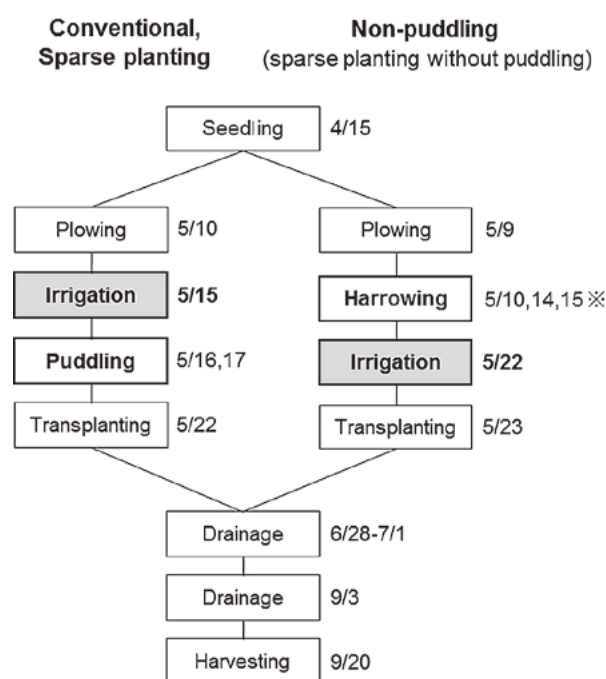 Conventional,
Sparse planting
Non-puddling
(sparse planting without puddling)
Seedling 4/15
Plowing 5/10
Irrigation 5/15
Puddling 5/16,17
Transplanting 5/22
Plowing 5/9
Harrowing 5/10,14,15 ※
Irrigation 5/22
Transplanting 5/23
Drainage 6/28-7/1
Drainage 9/3
Harvesting 9/20